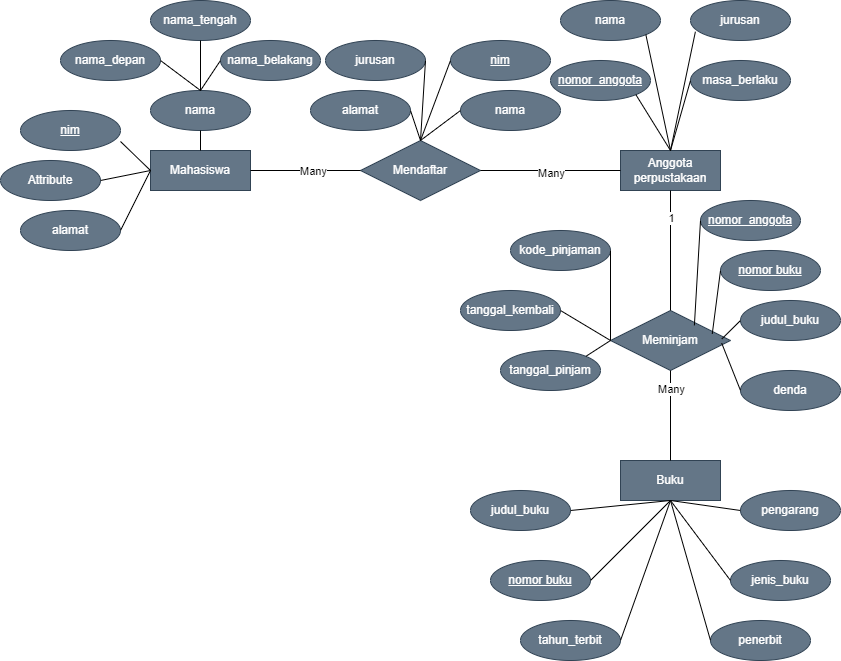 nama_tengah
nama_depan
nama_belakang
nama
nim
Attribute
alamat
Mahasiswa
Many
jurusan
nim
alamat
nama
Mendaftar
Many
nama
jurusan
nomor_anggota
masa_berlaku
Anggota
perpustakaan
1
nomor_anggota
kode_pinjaman
nomor buku
tanggal_kembali
judul_buku
Meminjam
tanggal_pinjam
denda
Many
Buku
judul_buku
pengarang
nomor buku
jenis_buku
tahun_terbit
penerbit